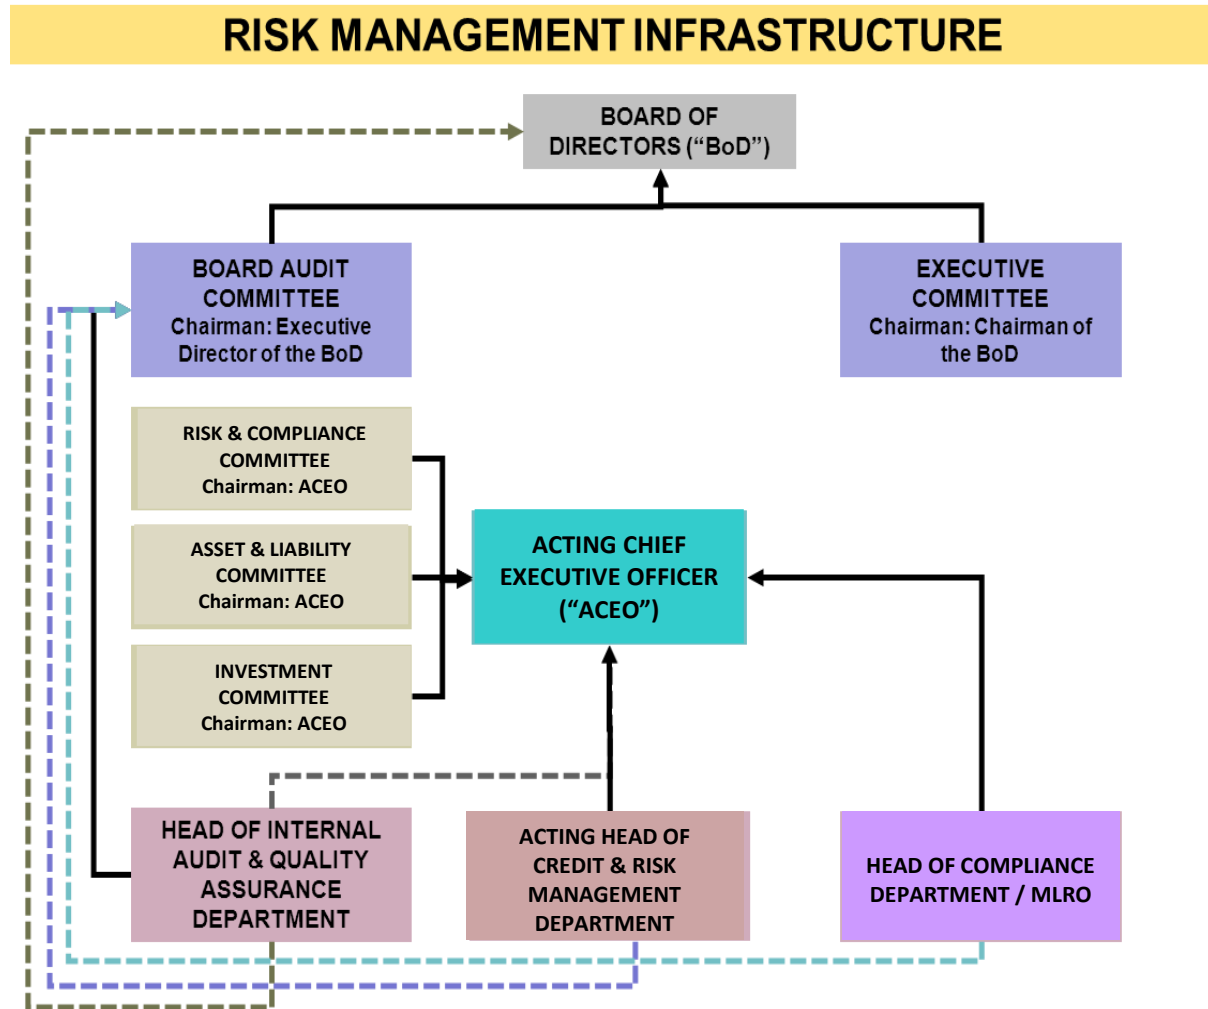 RISK MANAGEMENT INFRASTRUCTURE
BOARD OF
DIRECTORS (“BoD”)
BOARD AUDIT
COMMITTEE
Chairman: Executive
Director of the BoD
EXECUTIVE
COMMITTEE
Chairman: Chairman of
the BoD
RISK & COMPLIANCE
COMMITTEE
Chairman: ACEO
ASSET & LIABILITY
COMMITTEE
Chairman: ACEO
INVESTMENT
COMMITTEE
Chairman: ACEO
ACTING CHIEF
EXECUTIVE OFFICER
(“ACEO”)
HEAD OF INTERNAL
AUDIT & QUALITY
ASSURANCE
DEPARTMENT
ACTING HEAD OF
CREDIT & RISK
MANAGEMENT
DEPARTMENT
HEAD OF COMPLIANCE
DEPARTMENT / MLRO